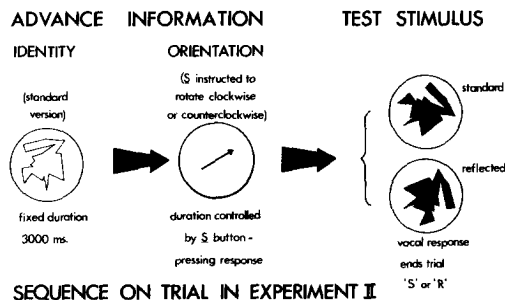 ADVANCE INFORMATION
TEST STIMULUS
IDENTITY
(standard
version)
fixed duration
3000 ms.
ORIENTATION
(S instructed to
rotate clockwise
or counterclockwise)
duration controlled
by S button-
pressing response
standard
reflected
vocal response
ends trial
'S' or 'R'
SEQUENCE ON TRIAL IN EXPERIMENT II